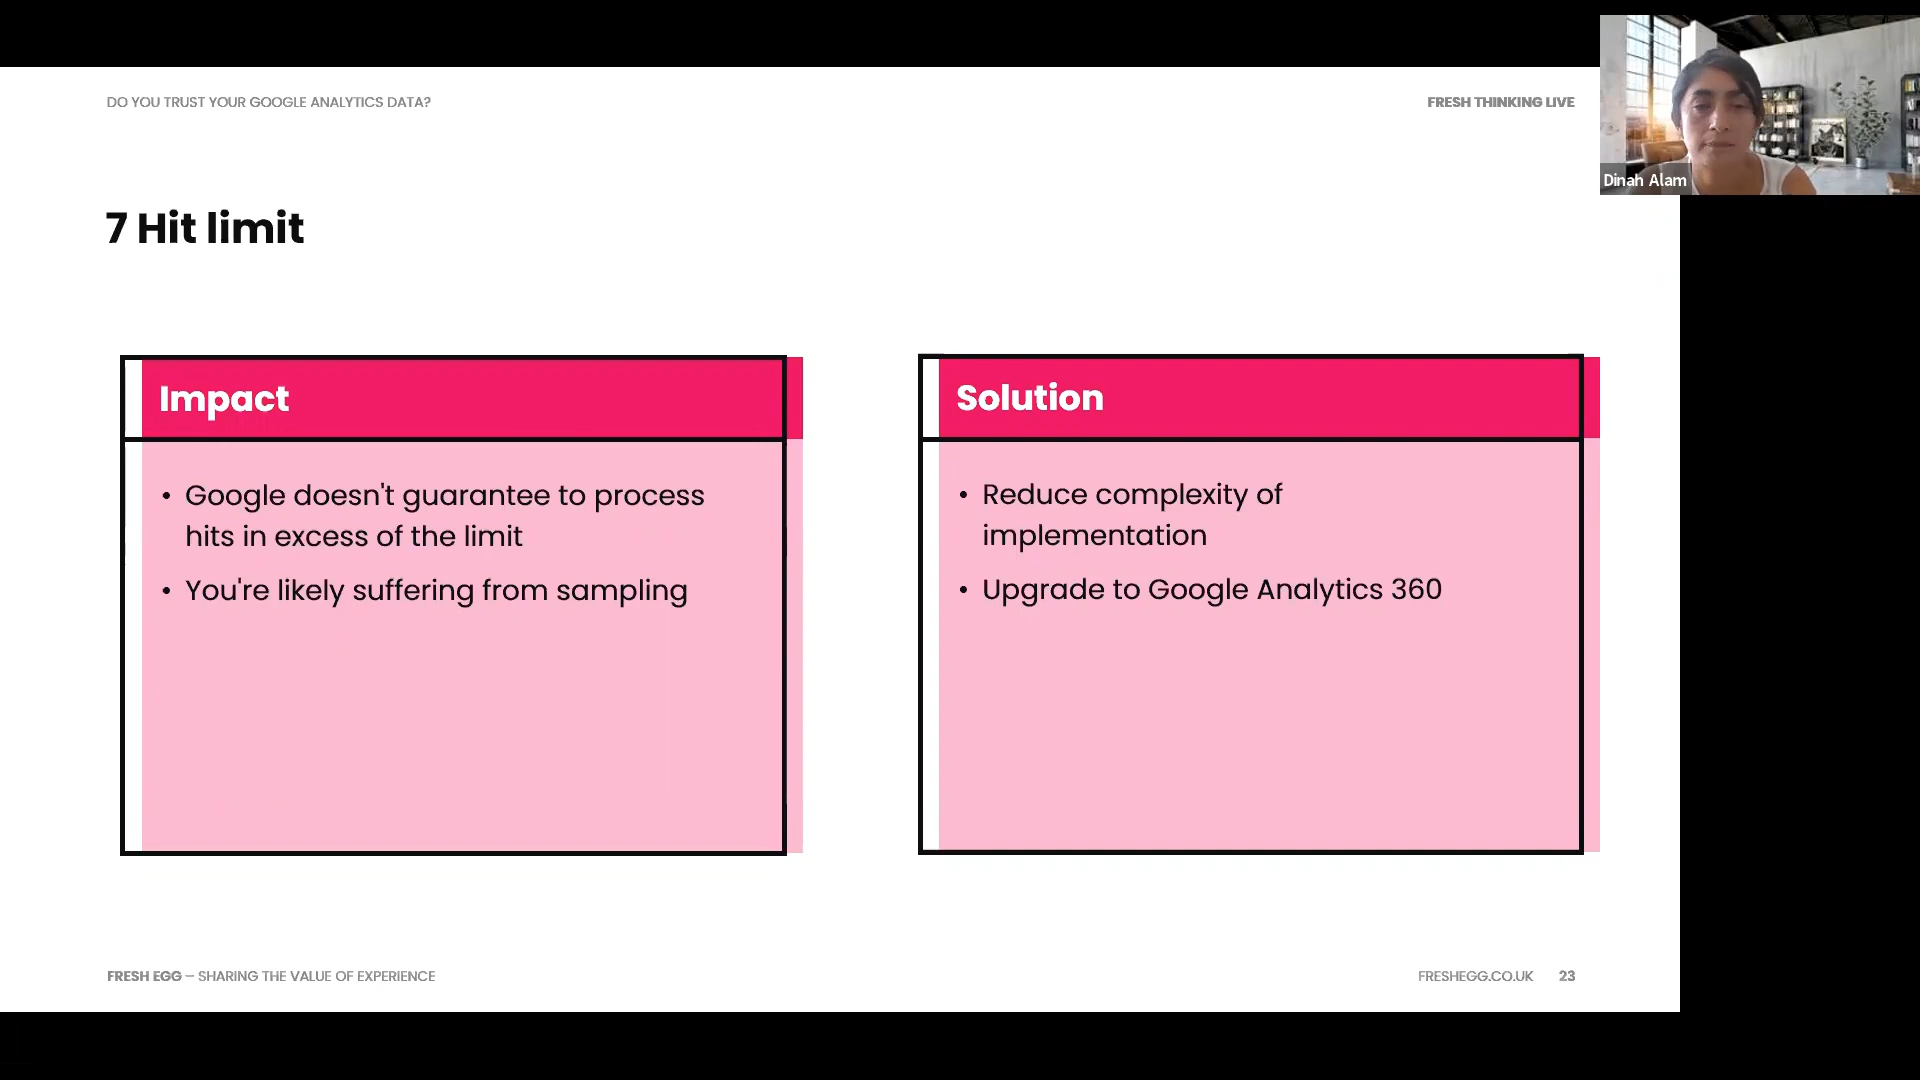 DO YOU TRUST YOUR GOOGLE ANALYTICS DATA?
FRESH THINKING LIVE
Dinah Alam
7 Hit limit
Impact
• Google doesn't guarantee to process
hits in excess of the limit
• You're likely suffering from sampling
Solution
• Reduce complexity of
implementation
• Upgrade to Google Analytics 360
FRESH EGG – SHARING THE VALUE OF EXPERIENCE
FRESHEGG.CO.UK 23